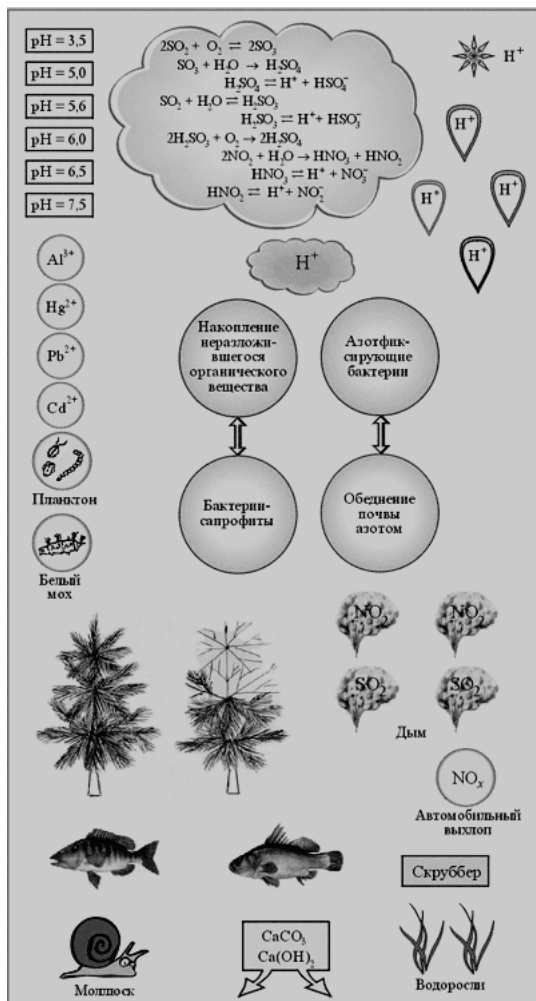 pH = 3,5
pH = 5,0
pH = 5,6
pH = 6,0
pH = 6,5
pH = 7,5
2SO₂ + O₂ ⇌ 2SO₃
SO₃ + H₂O → H₂SO₄
H₂SO₄ ⇌ H⁺ + HSO₄⁻
SO₂ + H₂O ⇌ H₂SO₃
H₂SO₃ ⇌ H⁺ + HSO₃⁻
2H₂SO₃ + O₂ → 2H₂SO₄
2NO₂ + H₂O → HNO₃ + HNO₂
HNO₃ ⇌ H⁺ + NO₃⁻
HNO₂ ⇌ H⁺ + NO₂⁻
H⁺
H⁺
H⁺
H⁺
H⁺
H⁺
Al³⁺
Hg²⁺
Pb²⁺
Cd²⁺
Планктон
Белый
мох
Накопление
неразложив-
шегося
органического
вещества
Азотфик-
сирующие
бактерии
Бактерии-
сапрофиты
Обеднение
почвы
азотом
NO₂
NO₂
SO₂
SO₂
Дым
NOₓ
Автомобильный
выхлоп
Скруббер
Моллюск
CaCO₃
Ca(OH)₂
Водоросли